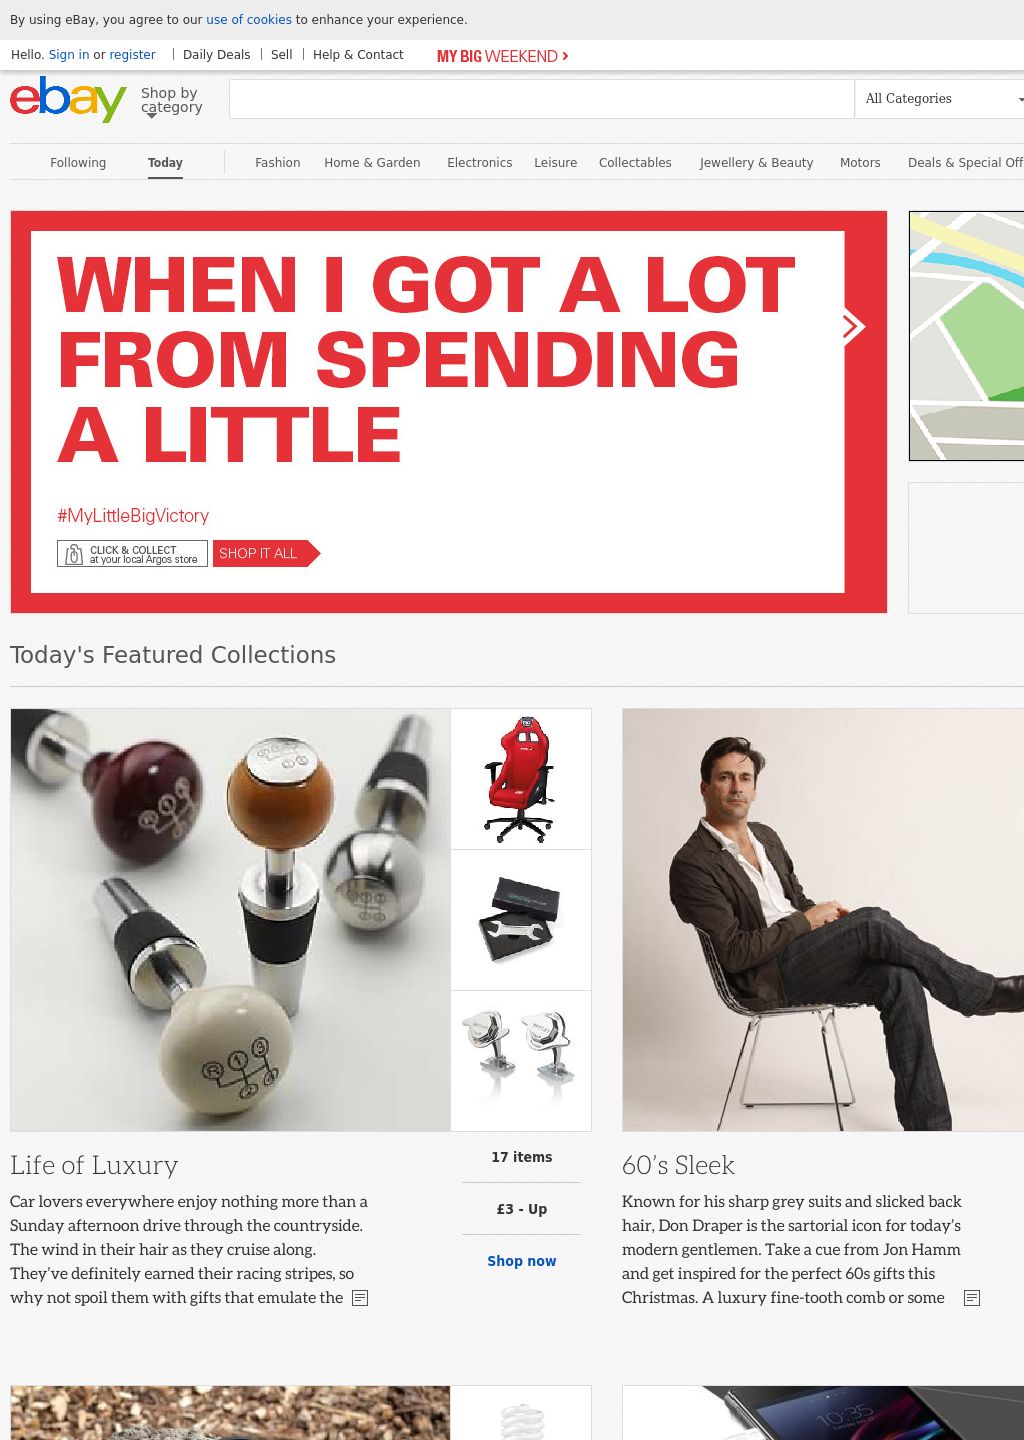 By using eBay, you agree to our use of cookies to enhance your experience.
Hello. Sign in or register | Daily Deals | Sell | Help & Contact MY BIG WEEKEND
ebay
Shop by
category
All Categories
Following Today Fashion Home & Garden Electronics Leisure Collectables Jewellery & Beauty Motors Deals & Special Off
WHEN I GOT A LOT
FROM SPENDING
A LITTLE
#MyLittleBigVictory
CLICK & COLLECT
at your local Argos store
SHOP IT ALL
Today's Featured Collections
R 1 3
Life of Luxury
Car lovers everywhere enjoy nothing more than a
Sunday afternoon drive through the countryside.
The wind in their hair as they cruise along.
They've definitely earned their racing stripes, so
why not spoil them with gifts that emulate the
17 items
£3 - Up
Shop now
60's Sleek
Known for his sharp grey suits and slicked back
hair, Don Draper is the sartorial icon for today's
modern gentlemen. Take a cue from Jon Hamm
and get inspired for the perfect 60s gifts this
Christmas. A luxury fine-tooth comb or some
10:35